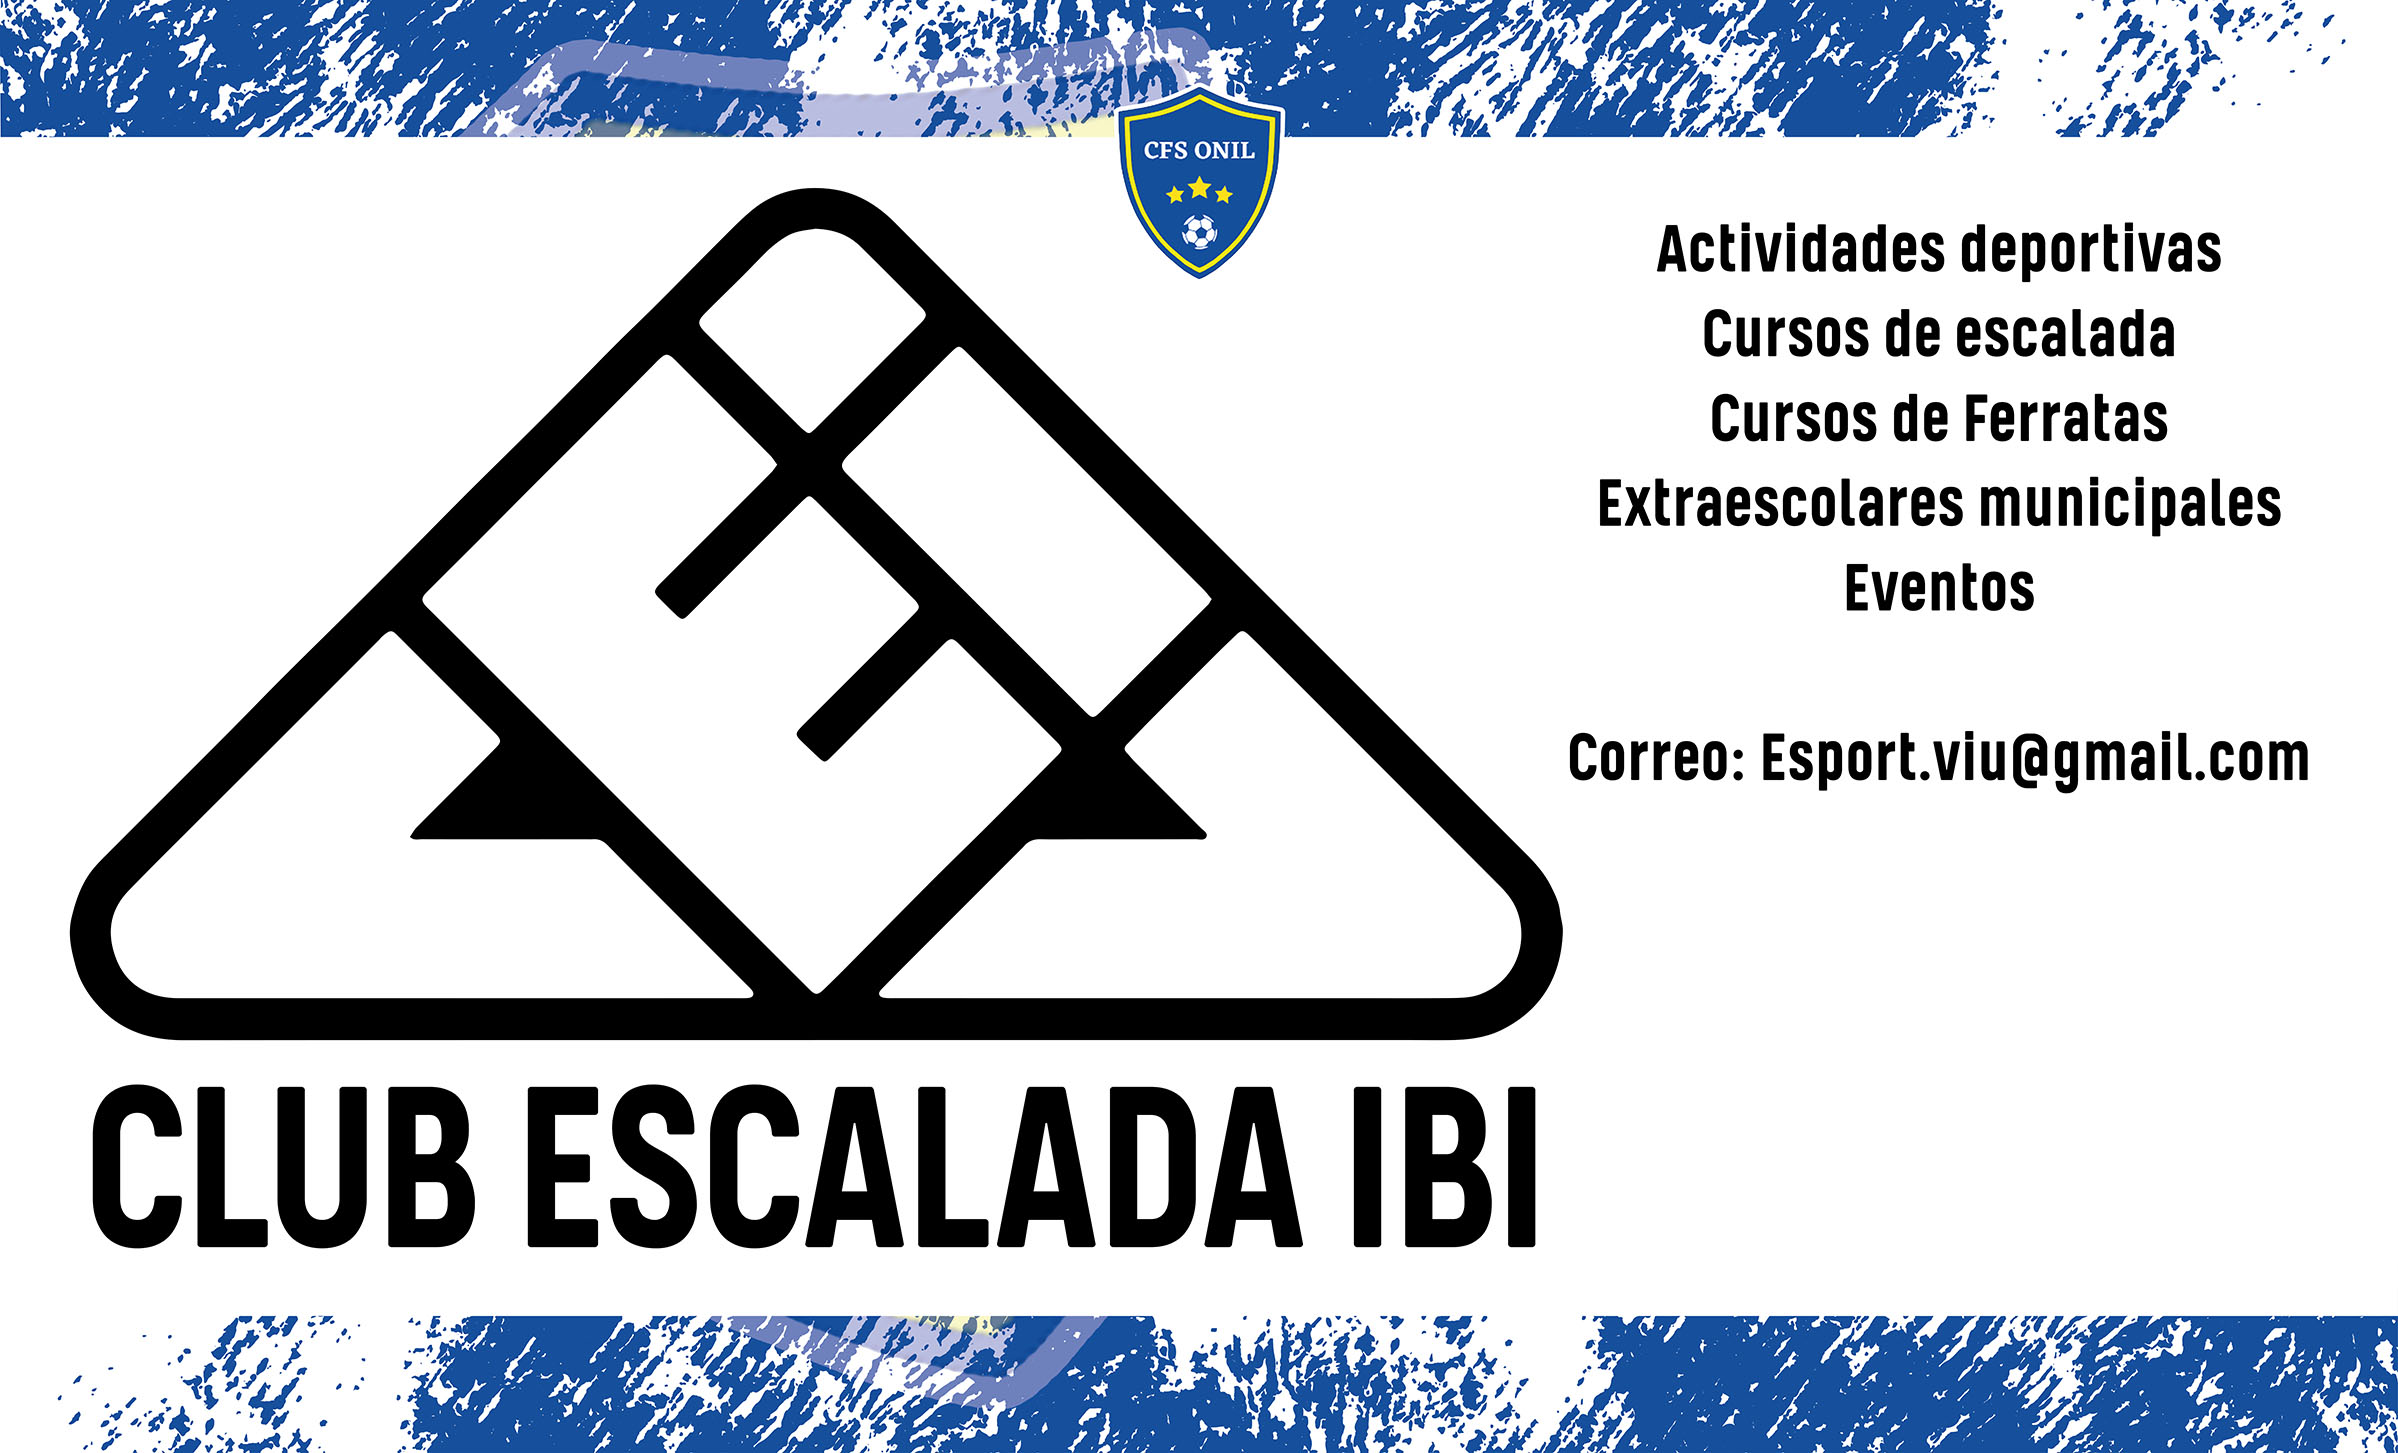 CFS ONIL
Actividades deportivas
Cursos de escalada
Cursos de Ferratas
Extraescolares municipales
Eventos
Correo: Esport.viu@gmail.com
CLUB ESCALADA IBI